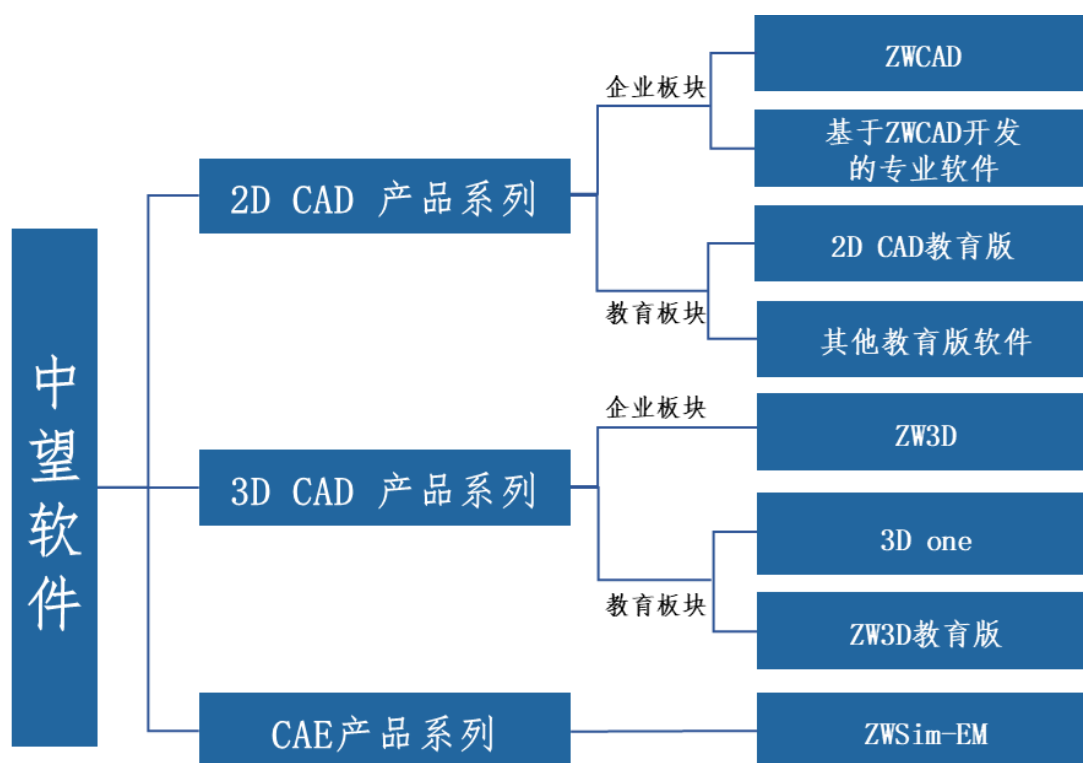 中望软件
2D CAD 产品系列
企业板块
ZWCAD
基于ZWCAD开发
的专业软件
教育板块
2D CAD教育版
其他教育版软件
3D CAD 产品系列
企业板块
ZW3D
教育板块
3D one
ZW3D教育版
CAE产品系列
ZWSim-EM